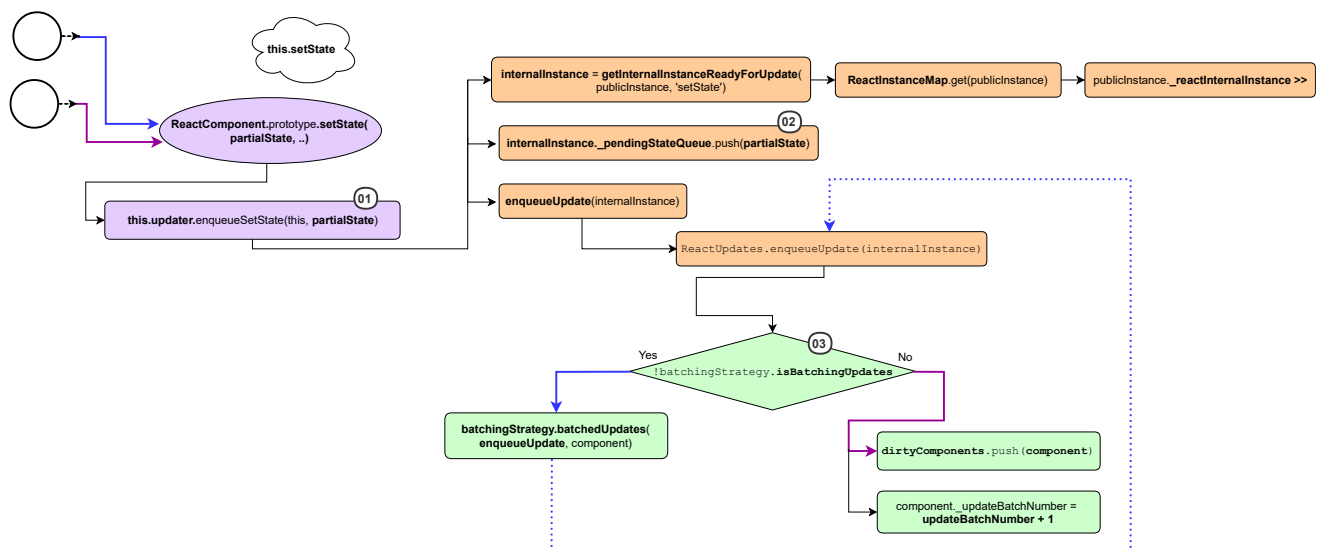 this.setState
ReactComponent.prototype.setState(
partialState, ..)
01
this.updater.enqueueSetState(this, partialState)
internalInstance = getInternalInstanceReadyForUpdate(
publicInstance, 'setState')
ReactInstanceMap.get(publicInstance)
publicInstance._reactInternalInstance >>
02
internalInstance._pendingStateQueue.push(partialState)
enqueueUpdate(internalInstance)
ReactUpdates.enqueueUpdate(internalInstance)
03
Yes
No
!batchingStrategy.isBatchingUpdates
batchingStrategy.batchedUpdates(
enqueueUpdate, component)
dirtyComponents.push(component)
component._updateBatchNumber =
updateBatchNumber + 1